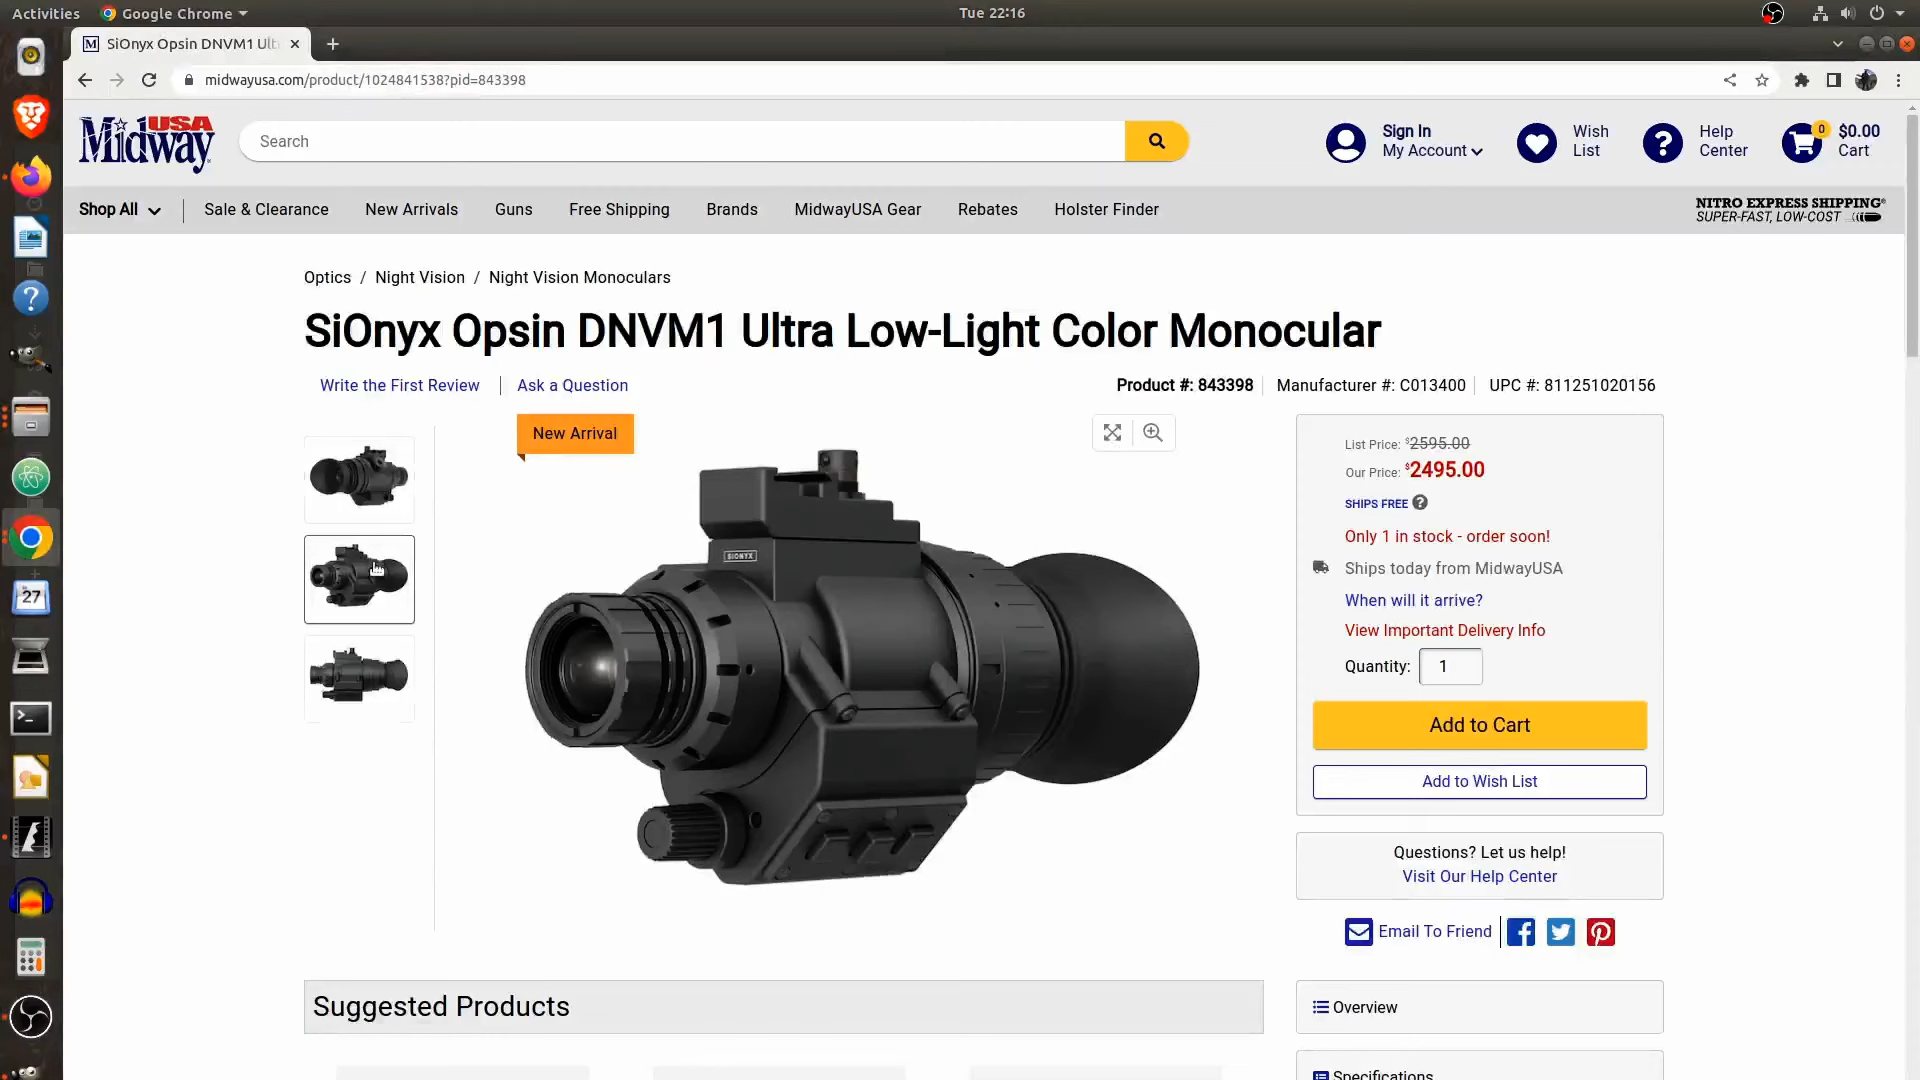 Activities
Google Chrome
Tue 22:16
SiOnyx Opsin DNVM1 Ult
midwayusa.com/product/1024841538?pid=843398
MidwayUSA
Search
Sign In
My Account
Wish
List
Help
Center
0
$0.00
Cart
Shop All
Sale & Clearance
New Arrivals
Guns
Free Shipping
Brands
MidwayUSA Gear
Rebates
Holster Finder
NITRO EXPRESS SHIPPING®
SUPER-FAST, LOW-COST
Optics / Night Vision / Night Vision Monoculars
SiOnyx Opsin DNVM1 Ultra Low-Light Color Monocular
Write the First Review
Ask a Question
Product #: 843398
Manufacturer #: C013400
UPC #: 811251020156
New Arrival
SIONYX
List Price: $2595.00
Our Price: $2495.00
SHIPS FREE
Only 1 in stock - order soon!
Ships today from MidwayUSA
When will it arrive?
View Important Delivery Info
Quantity: 1
Add to Cart
Add to Wish List
Questions? Let us help!
Visit Our Help Center
Email To Friend
27
Suggested Products
Overview
Specifications